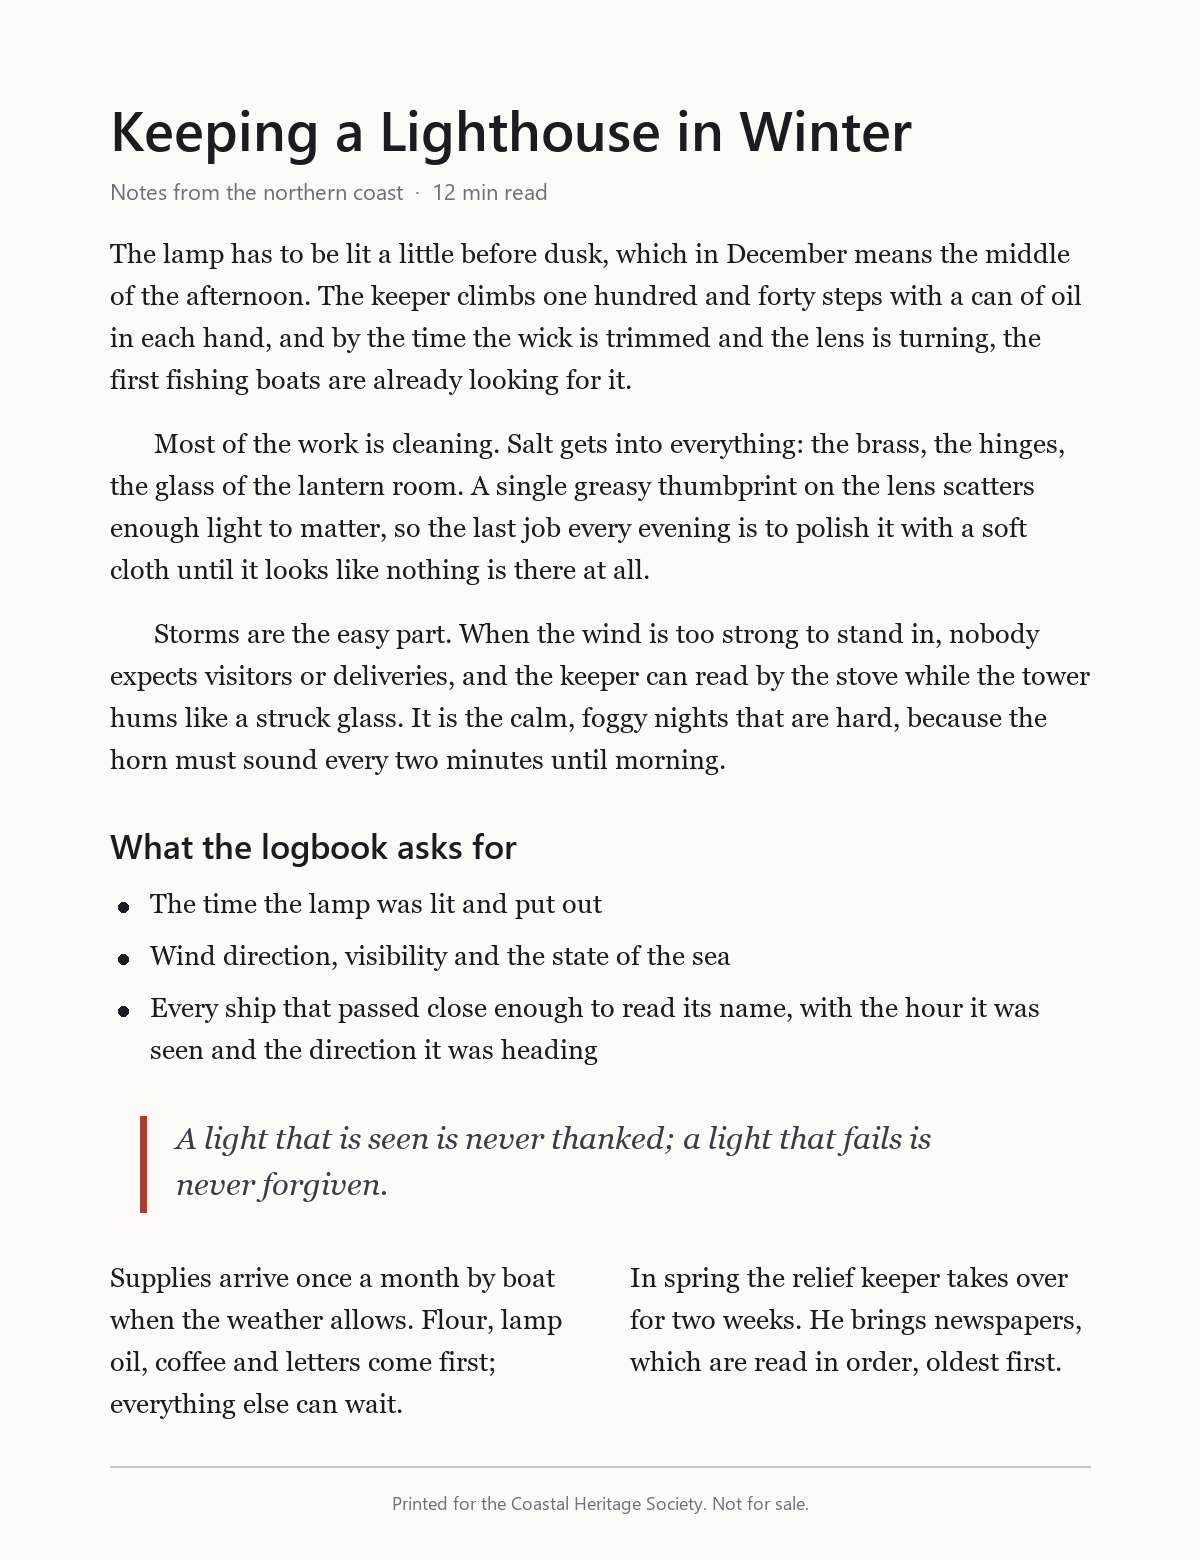 Keeping a Lighthouse in Winter
Notes from the northern coast · 12 min read
The lamp has to be lit a little before dusk, which in December means the middle
of the afternoon. The keeper climbs one hundred and forty steps with a can of oil
in each hand, and by the time the wick is trimmed and the lens is turning, the
first fishing boats are already looking for it.
Most of the work is cleaning. Salt gets into everything: the brass, the hinges,
the glass of the lantern room. A single greasy thumbprint on the lens scatters
enough light to matter, so the last job every evening is to polish it with a soft
cloth until it looks like nothing is there at all.
Storms are the easy part. When the wind is too strong to stand in, nobody
expects visitors or deliveries, and the keeper can read by the stove while the tower
hums like a struck glass. It is the calm, foggy nights that are hard, because the
horn must sound every two minutes until morning.
What the logbook asks for
● The time the lamp was lit and put out
● Wind direction, visibility and the state of the sea
● Every ship that passed close enough to read its name, with the hour it was
seen and the direction it was heading
A light that is seen is never thanked; a light that fails is
never forgiven.
Supplies arrive once a month by boat
when the weather allows. Flour, lamp
oil, coffee and letters come first;
everything else can wait.
In spring the relief keeper takes over
for two weeks. He brings newspapers,
which are read in order, oldest first.
Printed for the Coastal Heritage Society. Not for sale.